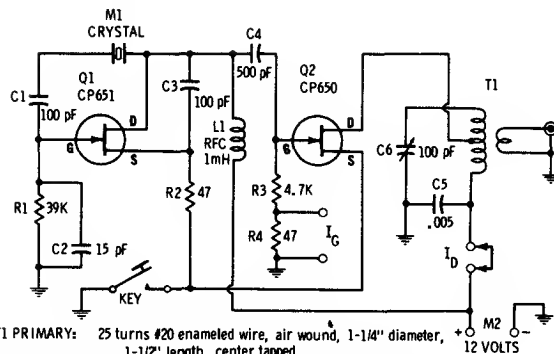 M1
CRYSTAL
C4
500 pF
Q1
CP651
Q2
CP650
T1
C1
100 pF
C3
100 pF
D
G
S
L1
RFC
1mH
D
G
S
C6
100 pF
R1
39K
R2
47
R3
4.7K
C5
.005
C2
15 pF
R4
47
I_G
I_D
KEY
M2
+
–
12 VOLTS
T1 PRIMARY: 25 turns #20 enameled wire, air wound, 1-1/4" diameter,
1-1/2" length, center tapped